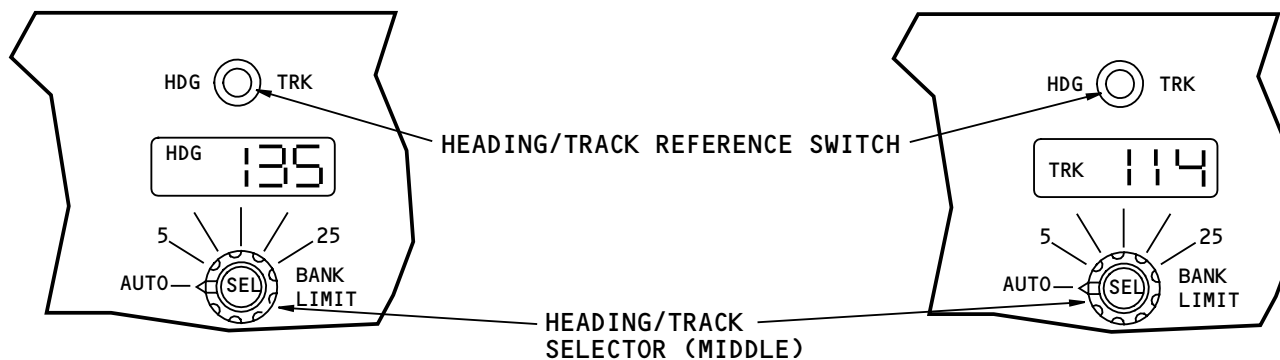 HDG TRK
HEADING/TRACK REFERENCE SWITCH
HDG 135
5 25
AUTO SEL BANK
LIMIT
HEADING/TRACK
SELECTOR (MIDDLE)
HDG TRK
TRK 114
5 25
AUTO SEL BANK
LIMIT